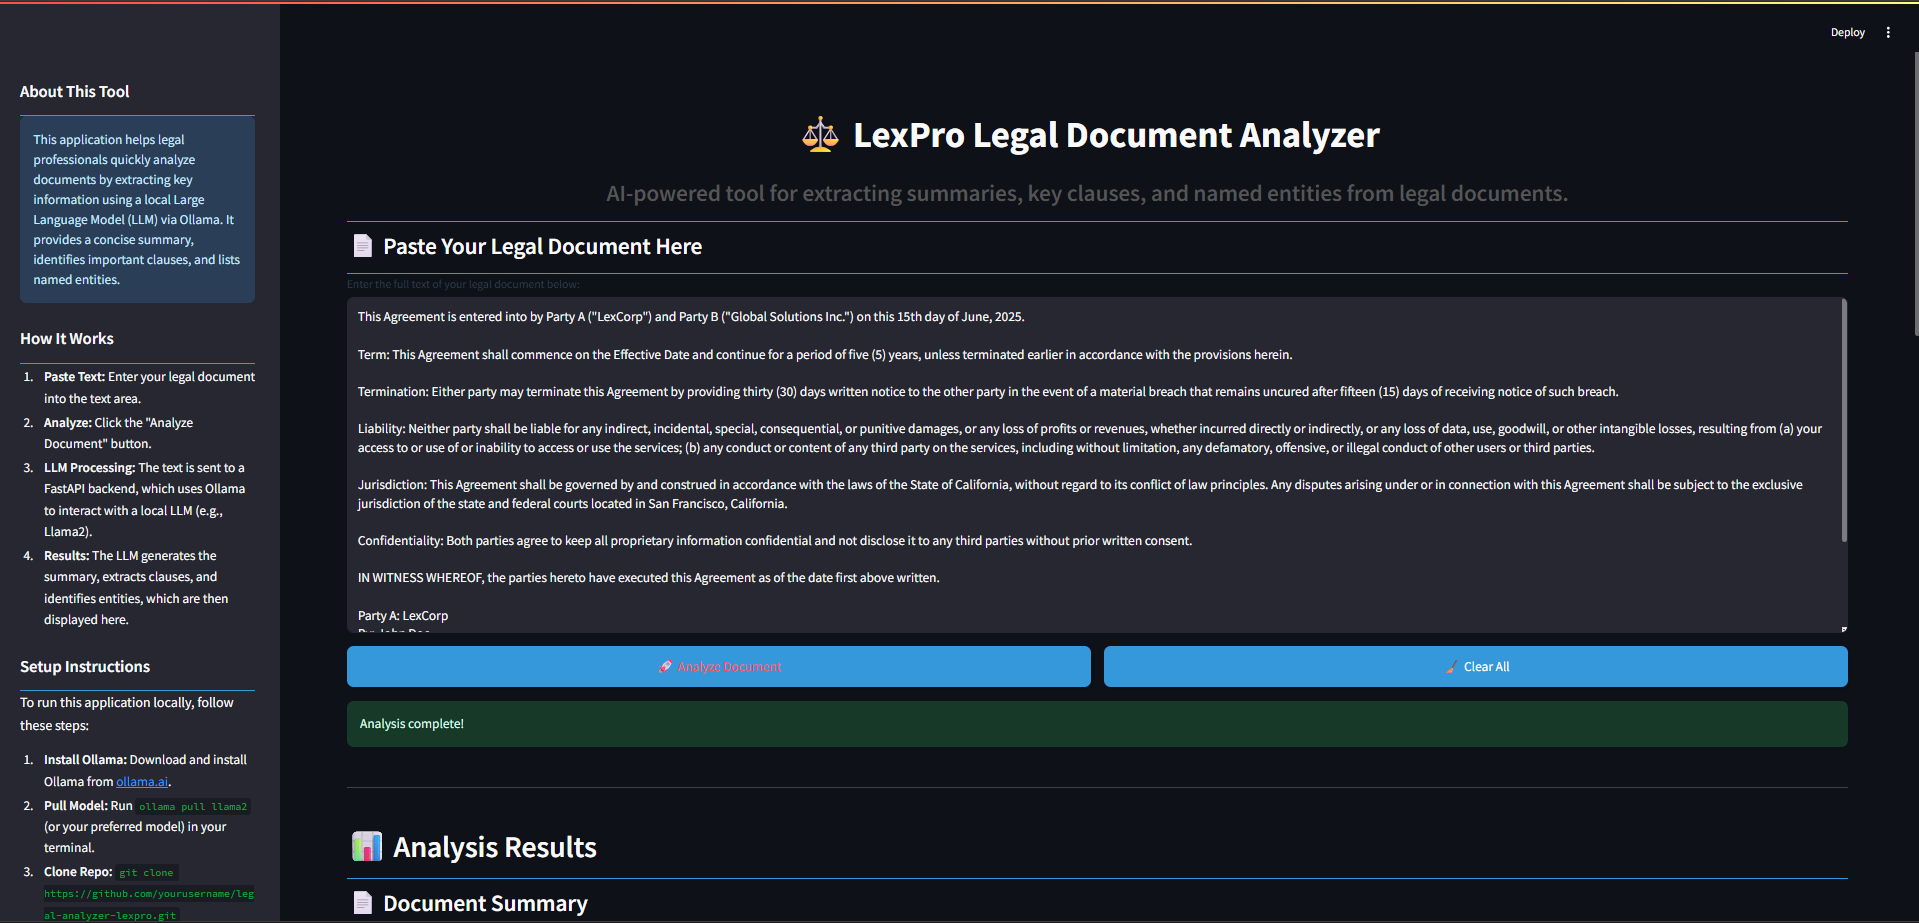 Deploy
About This Tool
This application helps legal
professionals quickly analyze
documents by extracting key
information using a local Large
Language Model (LLM) via Ollama. It
provides a concise summary,
identifies important clauses, and lists
named entities.
How It Works
1. Paste Text: Enter your legal document
into the text area.
2. Analyze: Click the "Analyze
Document" button.
3. LLM Processing: The text is sent to a
FastAPI backend, which uses Ollama
to interact with a local LLM (e.g.,
Llama2).
4. Results: The LLM generates the
summary, extracts clauses, and
identifies entities, which are then
displayed here.
Setup Instructions
To run this application locally, follow
these steps:
1. Install Ollama: Download and install
Ollama from ollama.ai.
2. Pull Model: Run ollama pull llama2
(or your preferred model) in your
terminal.
3. Clone Repo: git clone
https://github.com/yourusername/leg
al-analyzer-lexpro.git
LexPro Legal Document Analyzer
AI-powered tool for extracting summaries, key clauses, and named entities from legal documents.
Paste Your Legal Document Here
Enter the full text of your legal document below:
This Agreement is entered into by Party A ("LexCorp") and Party B ("Global Solutions Inc.") on this 15th day of June, 2025.
Term: This Agreement shall commence on the Effective Date and continue for a period of five (5) years, unless terminated earlier in accordance with the provisions herein.
Termination: Either party may terminate this Agreement by providing thirty (30) days written notice to the other party in the event of a material breach that remains uncured after fifteen (15) days of receiving notice of such breach.
Liability: Neither party shall be liable for any indirect, incidental, special, consequential, or punitive damages, or any loss of profits or revenues, whether incurred directly or indirectly, or any loss of data, use, goodwill, or other intangible losses, resulting from (a) your
access to or use of or inability to access or use the services; (b) any conduct or content of any third party on the services, including without limitation, any defamatory, offensive, or illegal conduct of other users or third parties.
Jurisdiction: This Agreement shall be governed by and construed in accordance with the laws of the State of California, without regard to its conflict of law principles. Any disputes arising under or in connection with this Agreement shall be subject to the exclusive
jurisdiction of the state and federal courts located in San Francisco, California.
Confidentiality: Both parties agree to keep all proprietary information confidential and not disclose it to any third parties without prior written consent.
IN WITNESS WHEREOF, the parties hereto have executed this Agreement as of the date first above written.
Party A: LexCorp
By: John Doe
Analyze Document
Clear All
Analysis complete!
Analysis Results
Document Summary